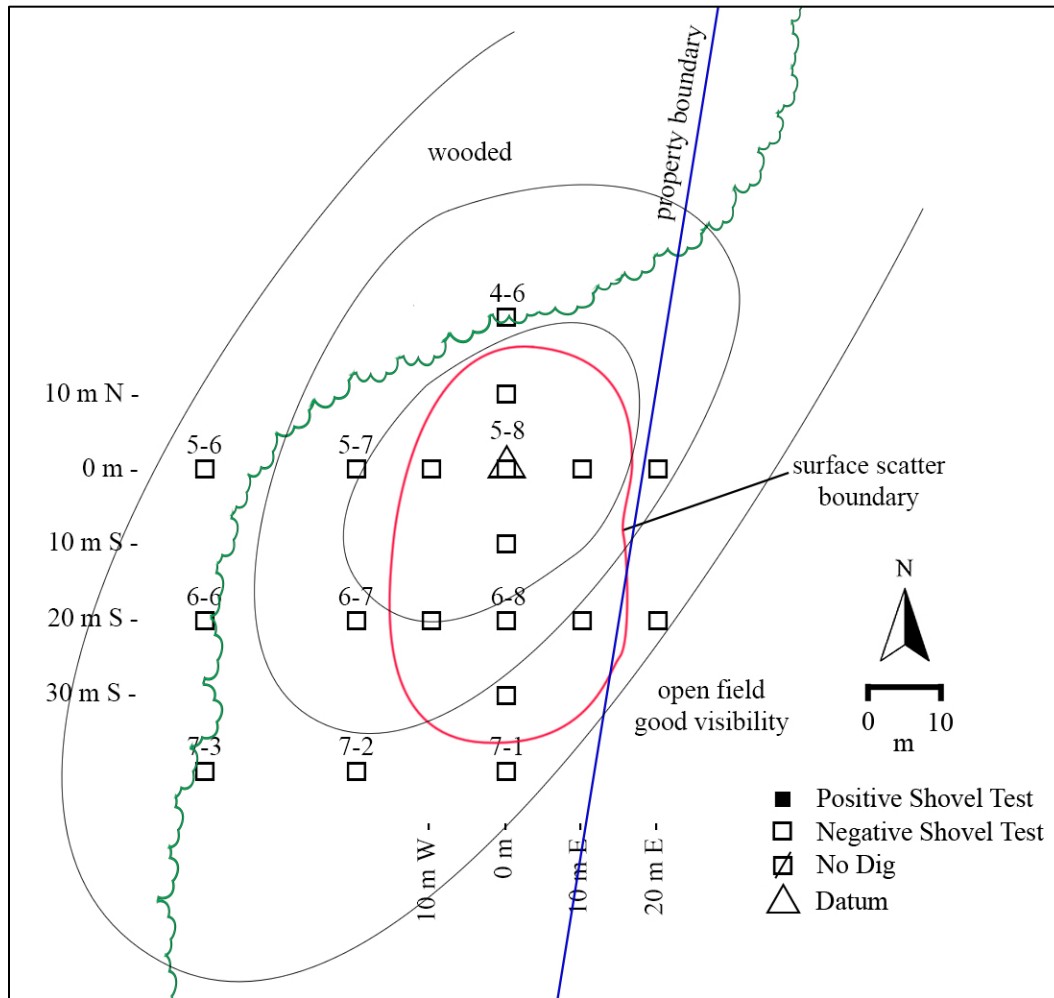 wooded
property boundary
4-6
10 m N -
5-6
5-7
5-8
0 m -
surface scatter
boundary
10 m S -
6-6
6-7
6-8
20 m S -
N
30 m S -
open field
good visibility
0 10
m
7-3
7-2
7-1
10 m W -
0 m -
10 m E -
20 m E -
Positive Shovel Test
Negative Shovel Test
No Dig
Datum